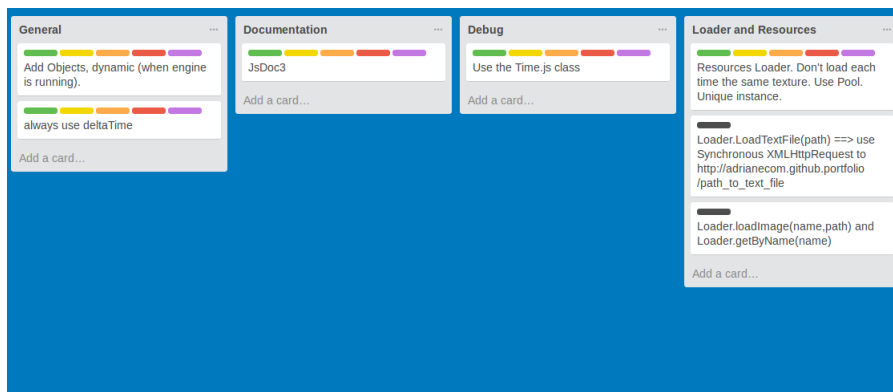 General
Add Objects, dynamic (when engine
is running).
always use deltaTime
Add a card…
Documentation
JsDoc3
Add a card…
Debug
Use the Time.js class
Add a card…
Loader and Resources
Resources Loader. Don't load each
time the same texture. Use Pool.
Unique instance.
Loader.LoadTextFile(path) ==> use
Synchronous XMLHttpRequest to
http://adrianecom.github.portfolio
/path_to_text_file
Loader.loadImage(name,path) and
Loader.getByName(name)
Add a card…